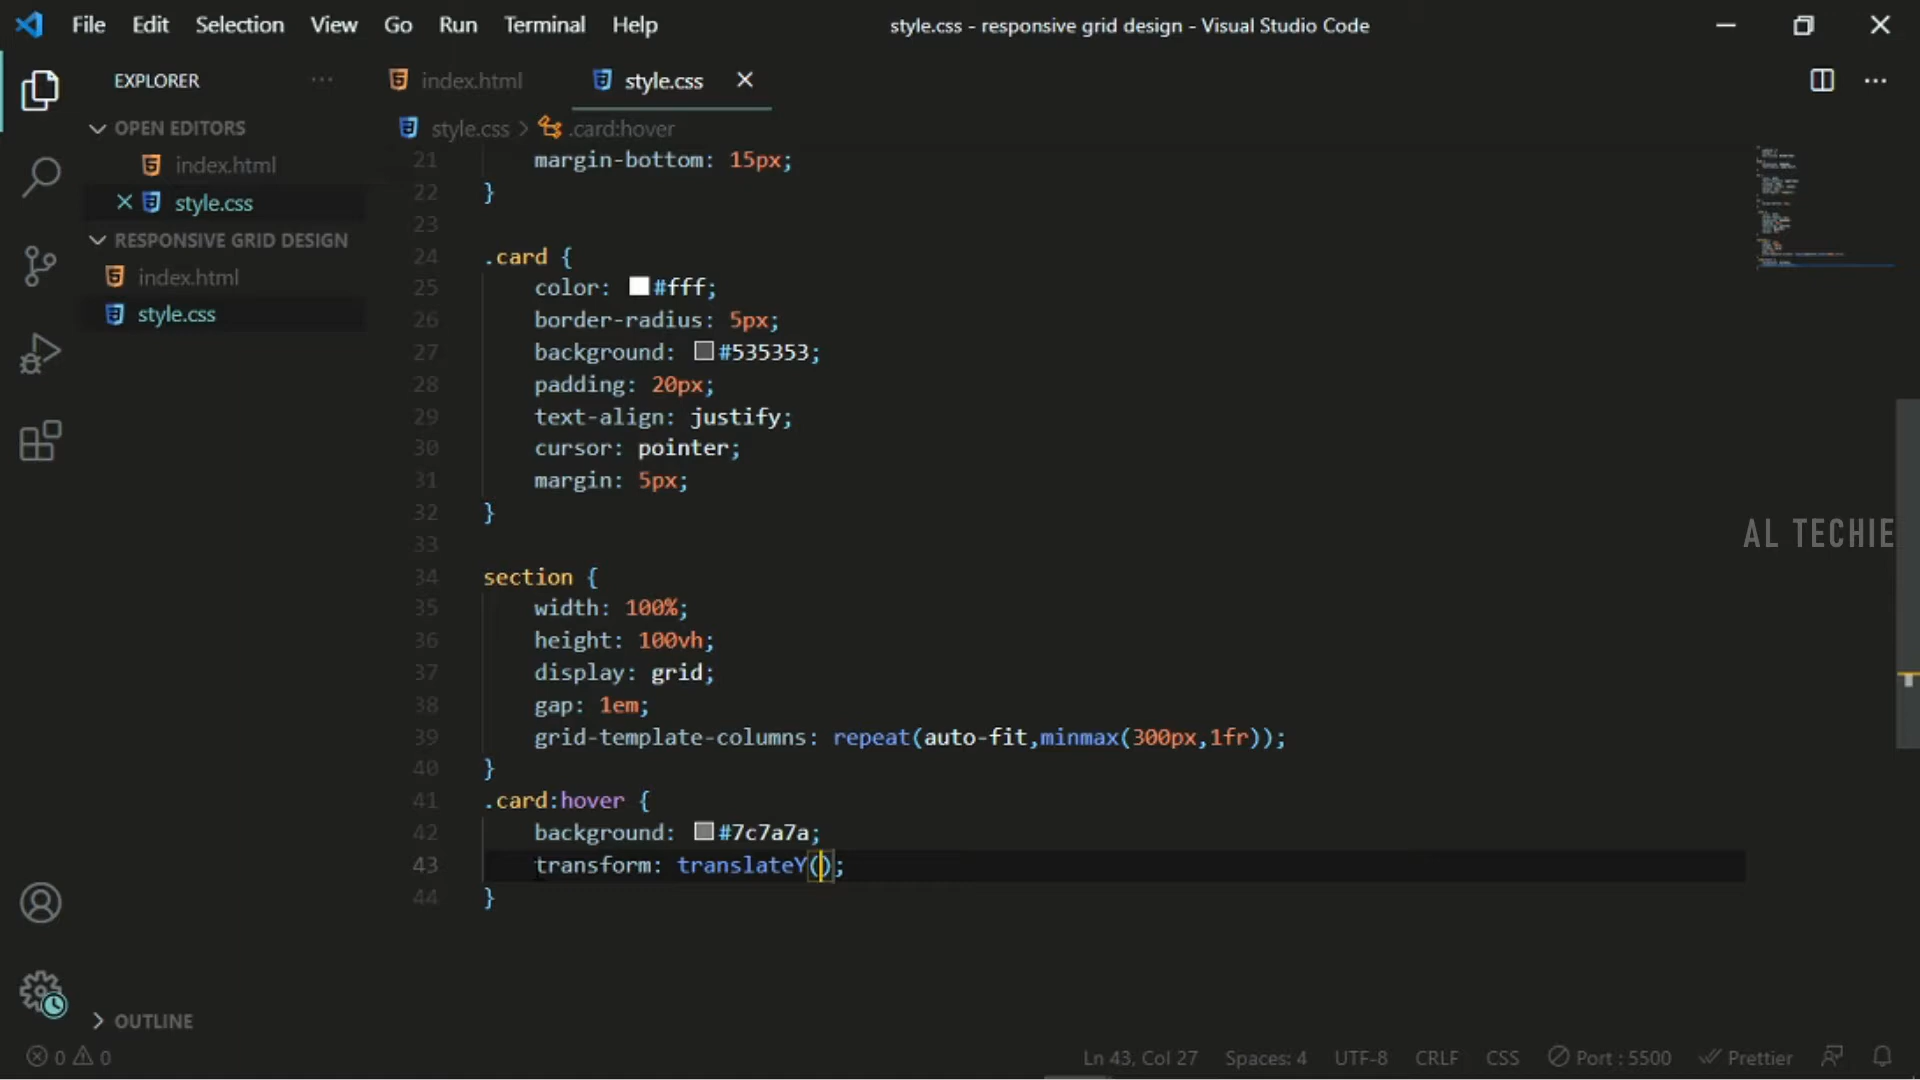 File Edit Selection View Go Run Terminal Help
style.css - responsive grid design - Visual Studio Code
EXPLORER
OPEN EDITORS
index.html
style.css
RESPONSIVE GRID DESIGN
index.html
style.css
OUTLINE
index.html
style.css
style.css > .card:hover
21 margin-bottom: 15px;
22 }
23
24 .card {
25 color: #fff;
26 border-radius: 5px;
27 background: #535353;
28 padding: 20px;
29 text-align: justify;
30 cursor: pointer;
31 margin: 5px;
32 }
33
34 section {
35 width: 100%;
36 height: 100vh;
37 display: grid;
38 gap: 1em;
39 grid-template-columns: repeat(auto-fit,minmax(300px,1fr));
40 }
41 .card:hover {
42 background: #7c7a7a;
43 transform: translateY();
44 }
AL TECHIE
0 0
Ln 43, Col 27 Spaces: 4 UTF-8 CRLF CSS Port : 5500 Prettier